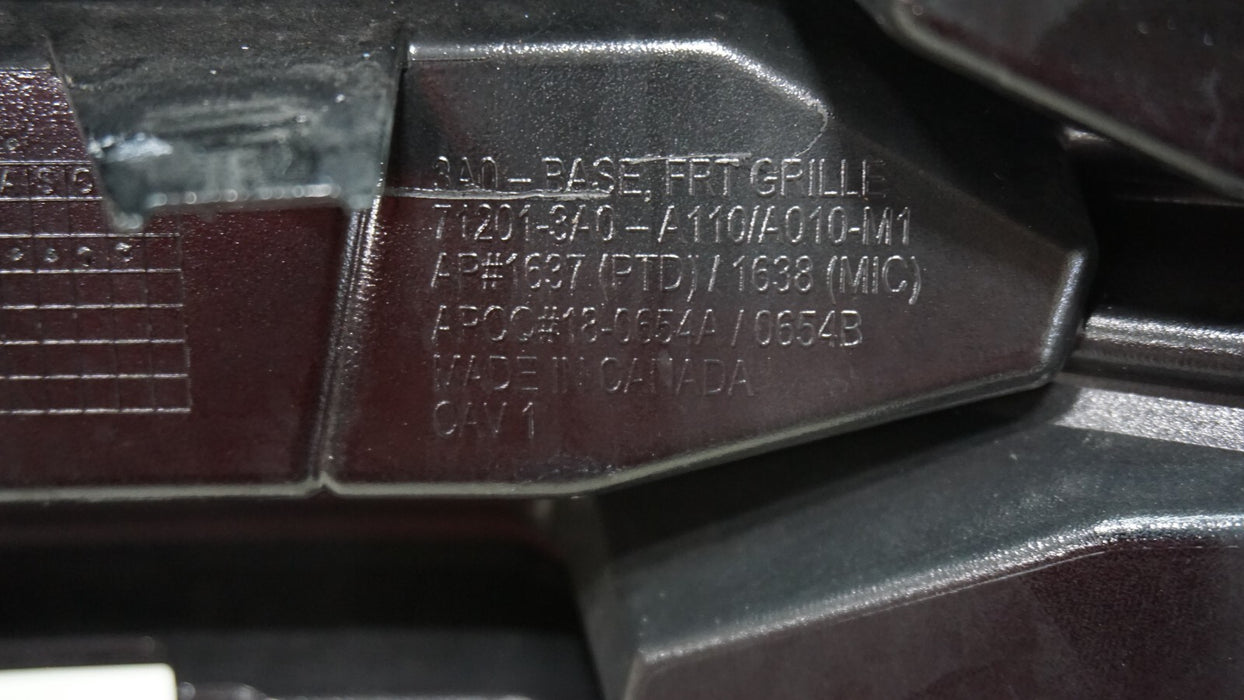 3A0 – BASE, FRT GRILLE
71201-3A0 – A110/A010-M1
AP#1637 (PTD) / 1638 (MIC)
APOC#18-0654A / 0654B
MADE IN CANADA
CAV 1